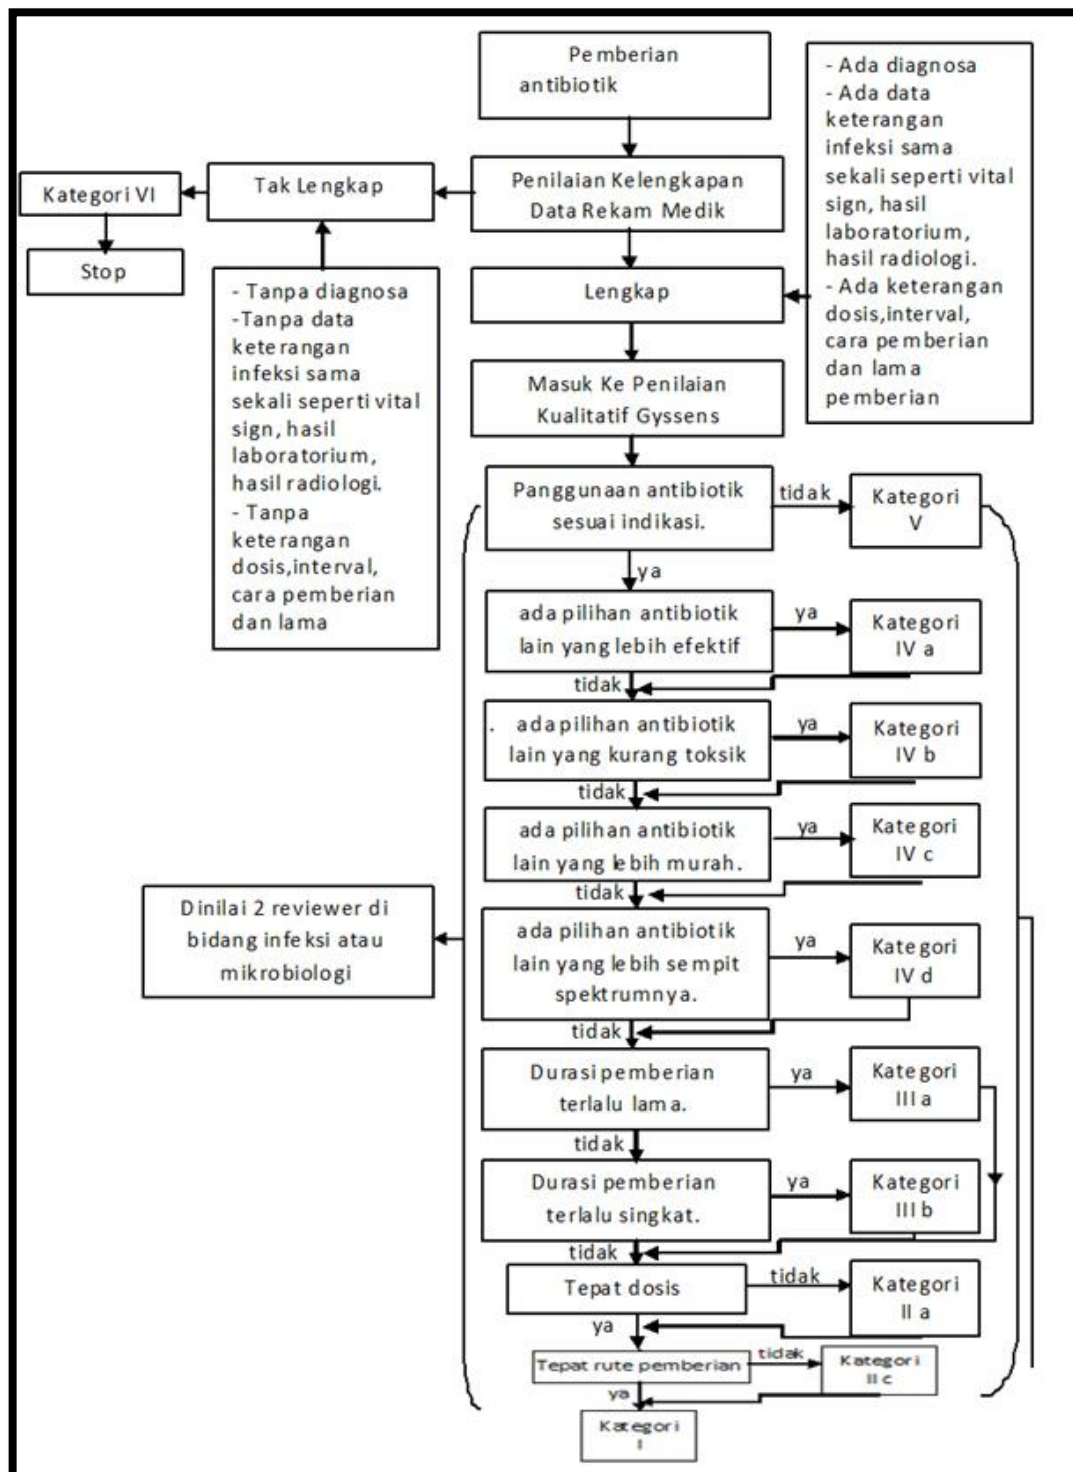 Pemberian
antibiotik
- Ada diagnosa
- Ada data
keterangan
infeksi sama
sekali seperti vital
sign, hasil
laboratorium,
hasil radiologi.
- Ada keterangan
dosis,interval,
cara pemberian
dan lama
pemberian
Kategori VI
Tak Lengkap
Penilaian Kelengkapan
Data Rekam Medik
Stop
- Tanpa diagnosa
-Tanpa data
keterangan
infeksi sama
sekali seperti vital
sign, hasil
laboratorium,
hasil radiologi.
- Tanpa
keterangan
dosis,interval,
cara pemberian
dan lama
Lengkap
Masuk Ke Penilaian
Kualitatif Gyssens
Panggunaan antibiotik
sesuai indikasi.
tidak
Kategori
V
ya
ada pilihan antibiotik
lain yang lebih efektif
ya
Kategori
IV a
tidak
. ada pilihan antibiotik
lain yang kurang toksik
ya
Kategori
IV b
tidak
ada pilihan antibiotik
lain yang lebih murah.
ya
Kategori
IV c
tidak
Dinilai 2 reviewer di
bidang infeksi atau
mikrobiologi
ada pilihan antibiotik
lain yang lebih sempit
spektrumnya.
ya
Kategori
IV d
tidak
Durasi pemberian
terlalu lama.
ya
Kategori
III a
tidak
Durasi pemberian
terlalu singkat.
ya
Kategori
III b
tidak
Tepat dosis
tidak
Kategori
II a
ya
Tepat rute pemberian
tidak
Kategori
II c
ya
Kategori
I